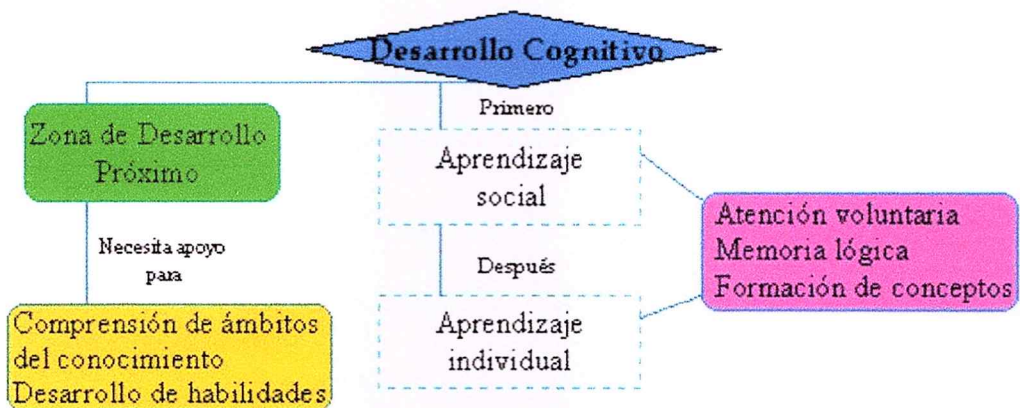 Desarrollo Cognitivo
Zona de Desarrollo
Próximo
Necesita apoyo
para
Comprensión de ámbitos
del conocimiento
Desarrollo de habilidades
Primero
Aprendizaje
social
Después
Aprendizaje
individual
Atención voluntaria
Memoria lógica
Formación de conceptos